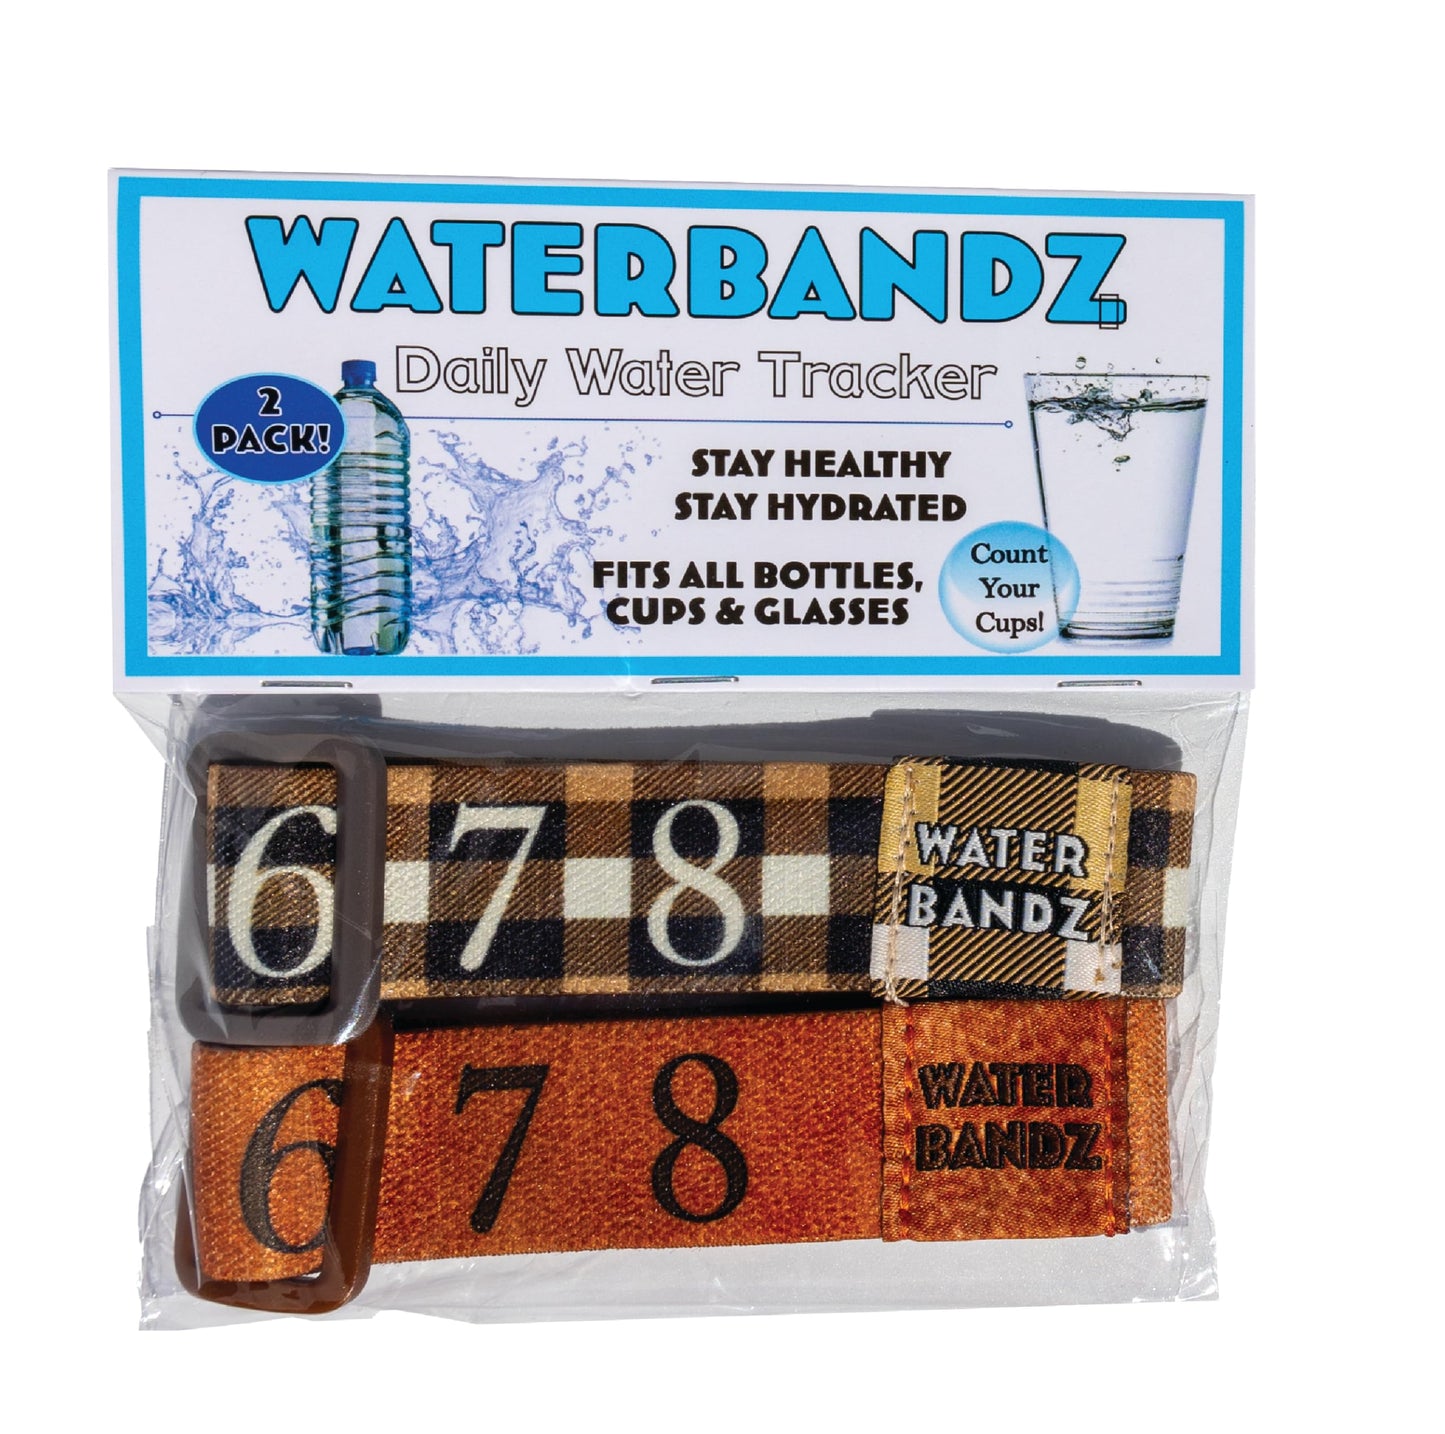 WATERBANDZ
Daily Water Tracker
2
PACK!
STAY HEALTHY
STAY HYDRATED
FITS ALL BOTTLES,
CUPS & GLASSES
Count
Your
Cups!
6 7 8
WATER
BANDZ
6 7 8
WATER
BANDZ